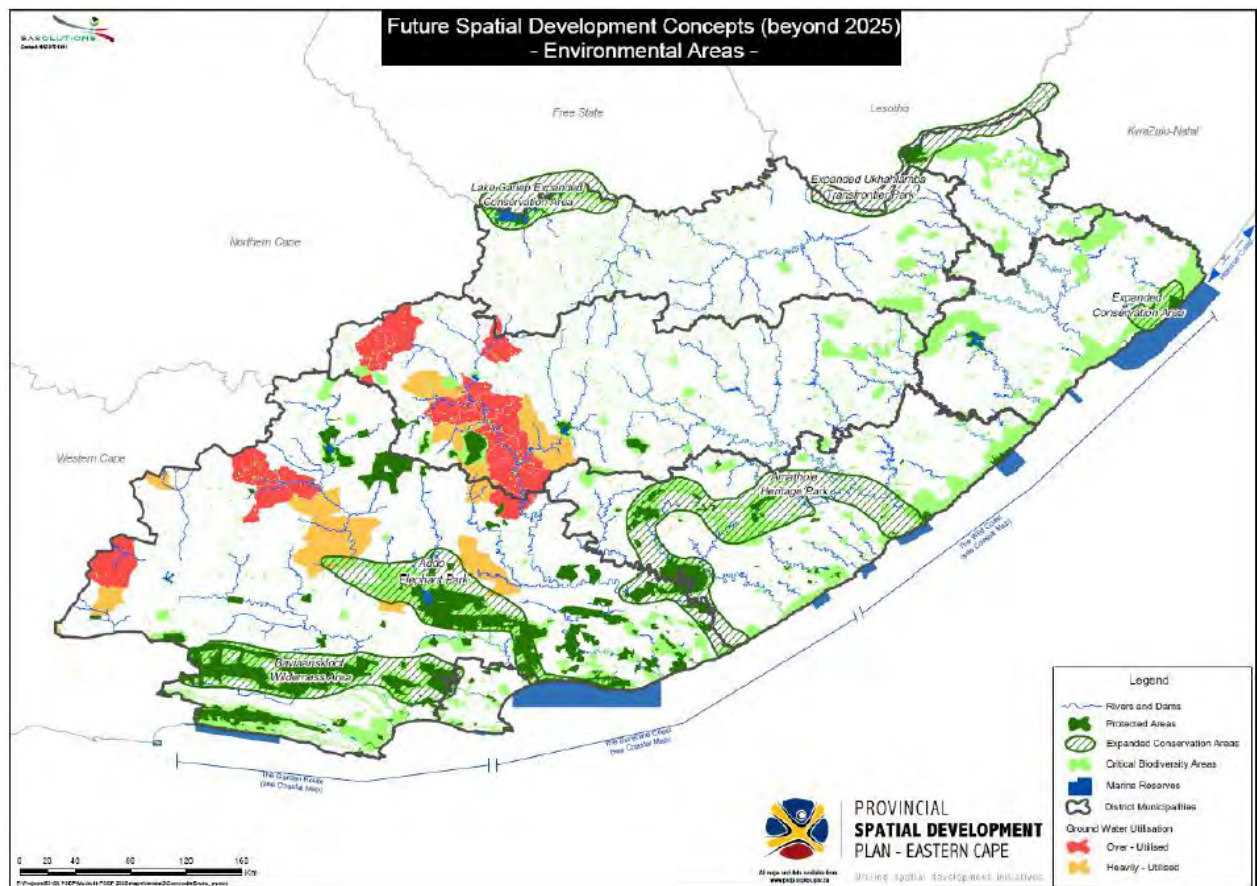 Future Spatial Development Concepts (beyond 2025)
- Environmental Areas -
Free State
Lesotho
KwaZulu-Natal
Lake Gariep Expanded
Conservation Area
Expanded Ukhahlamba
Transfrontier Park
Northern Cape
Expanded
Conservation Area
Western Cape
Amathole
Heritage Park
Addo
Elephant Park
The Wild Coast
(see Coastal Map)
Baviaanskloof
Wilderness Area
(see Coastal Map)
The Garden Route
(see Coastal Map)
Legend
Rivers and Dams
Protected Areas
Expanded Conservation Areas
Critical Biodiversity Areas
Marine Reserves
District Municipalities
Ground Water Utilisation
Over - Utilised
Heavily - Utilised
PROVINCIAL
SPATIAL DEVELOPMENT
PLAN - EASTERN CAPE
Uniting spatial development initiatives
0 20 40 80 120 160
Km